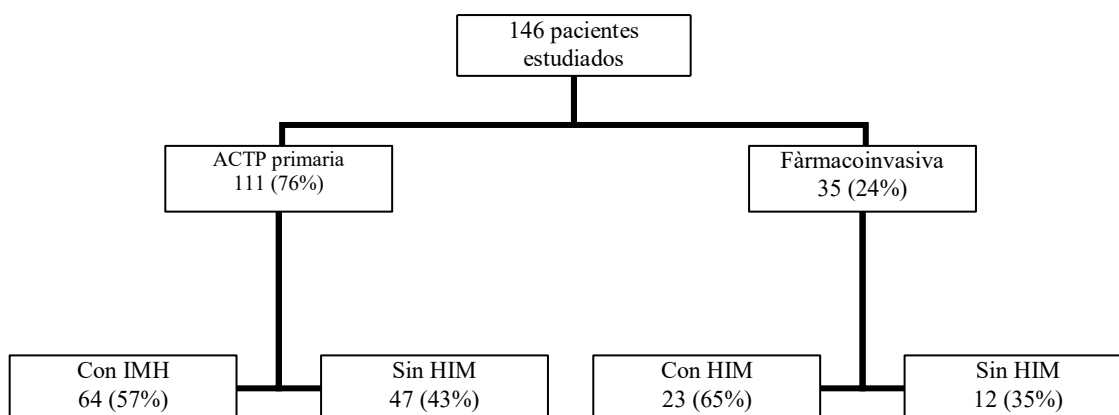 146 pacientes
estudiados
ACTP primaria
111 (76%)
Fàrmacoinvasiva
35 (24%)
Con IMH
64 (57%)
Sin HIM
47 (43%)
Con HIM
23 (65%)
Sin HIM
12 (35%)